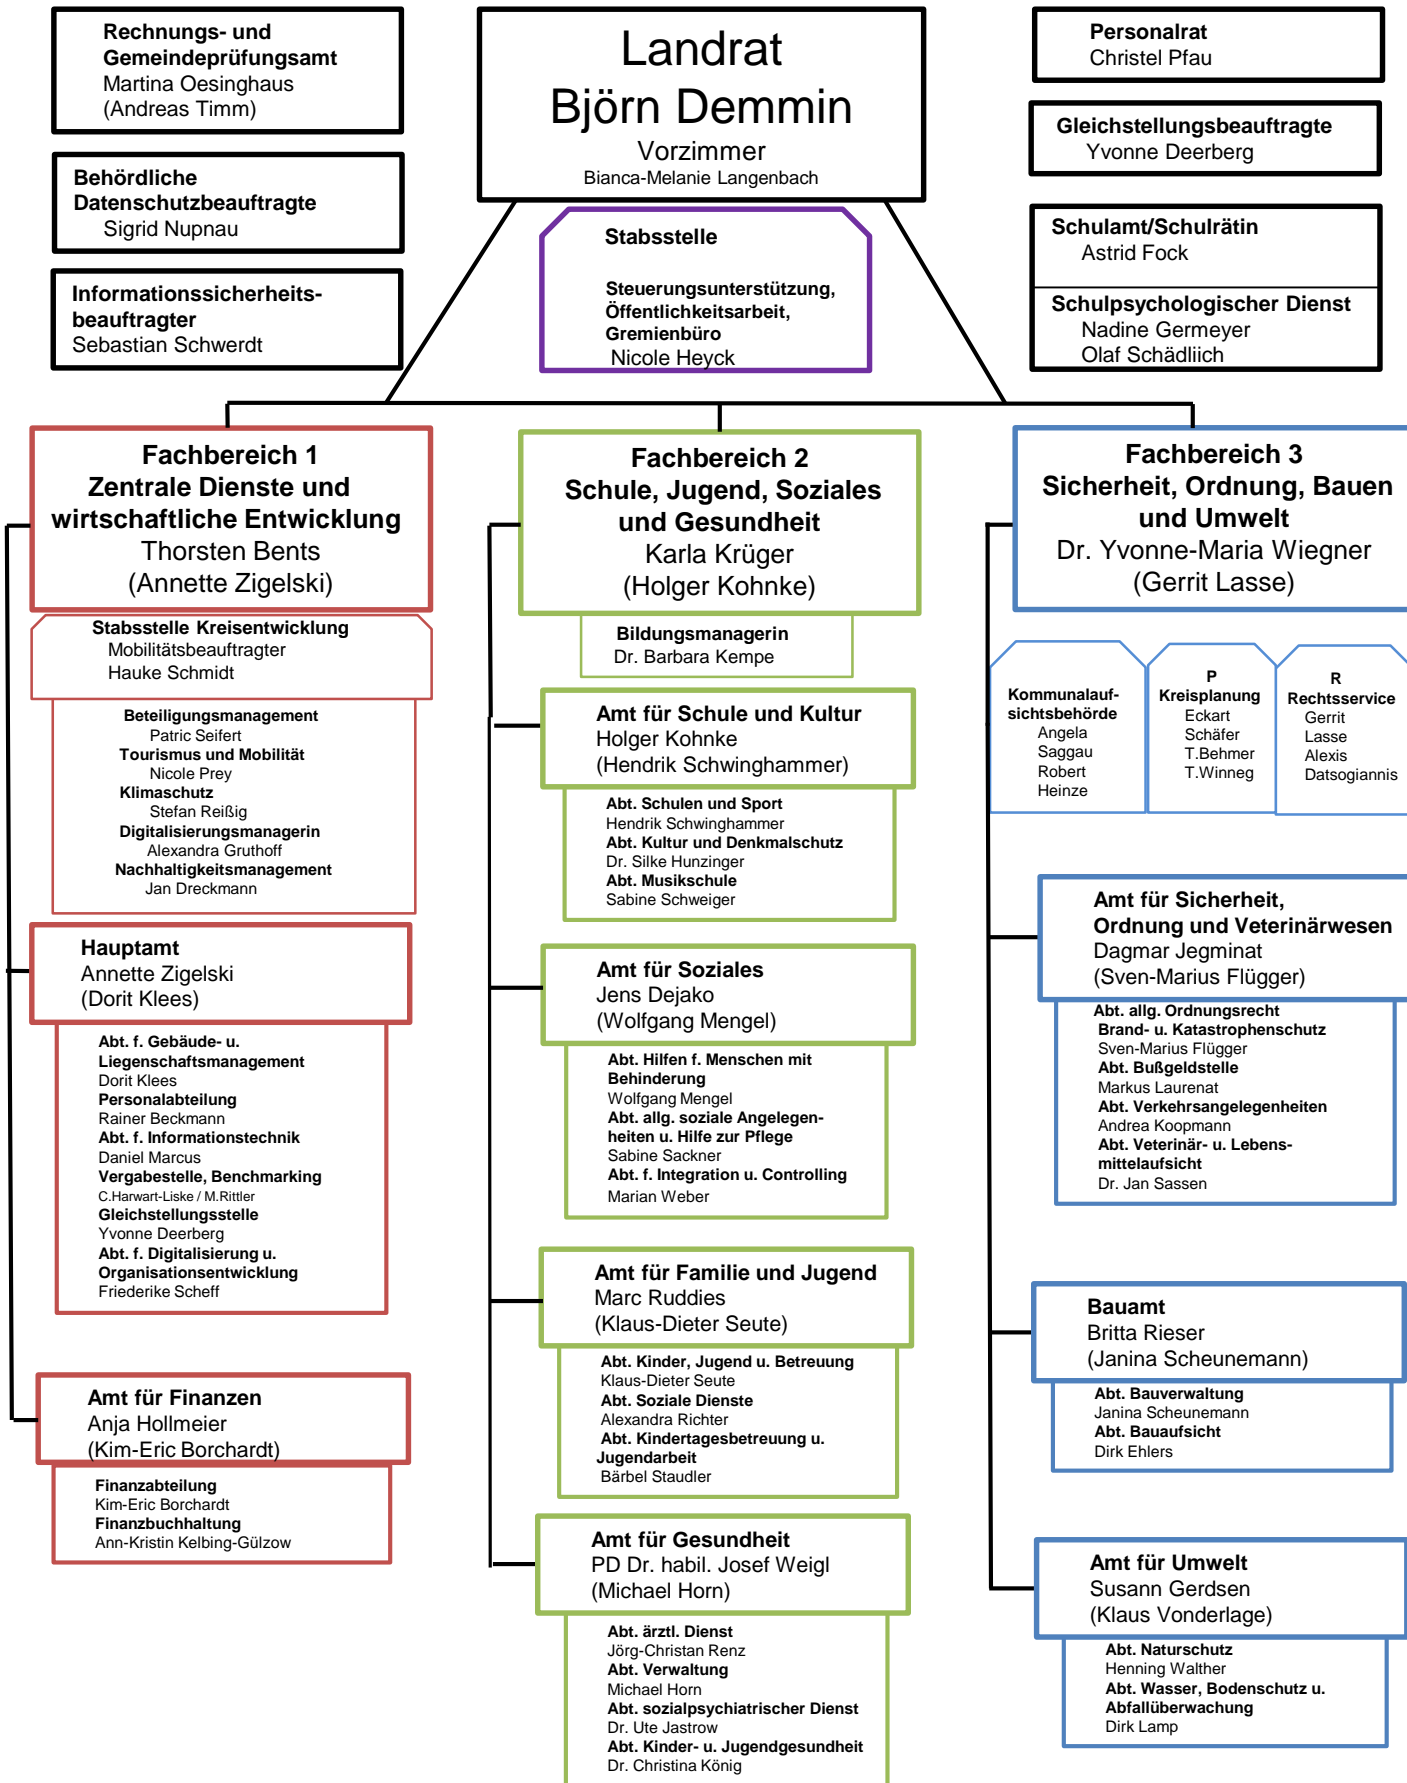 Rechnungs- und
Gemeindeprüfungsamt
Martina Oesinghaus
(Andreas Timm)
Behördliche
Datenschutzbeauftragte
Sigrid Nupnau
Informationssicherheits-
beauftragter
Sebastian Schwerdt
Landrat
Björn Demmin
Vorzimmer
Bianca-Melanie Langenbach
Stabsstelle
Steuerungsunterstützung,
Öffentlichkeitsarbeit,
Gremienbüro
Nicole Heyck
Personalrat
Christel Pfau
Gleichstellungsbeauftragte
Yvonne Deerberg
Schulamt/Schulrätin
Astrid Fock
Schulpsychologischer Dienst
Nadine Germeyer
Olaf Schädliich
Fachbereich 1
Zentrale Dienste und
wirtschaftliche Entwicklung
Thorsten Bents
(Annette Zigelski)
Stabsstelle Kreisentwicklung
Mobilitätsbeauftragter
Hauke Schmidt
Beteiligungsmanagement
Patric Seifert
Tourismus und Mobilität
Nicole Prey
Klimaschutz
Stefan Reißig
Digitalisierungsmanagerin
Alexandra Gruthoff
Nachhaltigkeitsmanagement
Jan Dreckmann
Hauptamt
Annette Zigelski
(Dorit Klees)
Abt. f. Gebäude- u.
Liegenschaftsmanagement
Dorit Klees
Personalabteilung
Rainer Beckmann
Abt. f. Informationstechnik
Daniel Marcus
Vergabestelle, Benchmarking
C.Harwart-Liske / M.Rittler
Gleichstellungsstelle
Yvonne Deerberg
Abt. f. Digitalisierung u.
Organisationsentwicklung
Friederike Scheff
Amt für Finanzen
Anja Hollmeier
(Kim-Eric Borchardt)
Finanzabteilung
Kim-Eric Borchardt
Finanzbuchhaltung
Ann-Kristin Kelbing-Gülzow
Fachbereich 2
Schule, Jugend, Soziales
und Gesundheit
Karla Krüger
(Holger Kohnke)
Bildungsmanagerin
Dr. Barbara Kempe
Amt für Schule und Kultur
Holger Kohnke
(Hendrik Schwinghammer)
Abt. Schulen und Sport
Hendrik Schwinghammer
Abt. Kultur und Denkmalschutz
Dr. Silke Hunzinger
Abt. Musikschule
Sabine Schweiger
Amt für Soziales
Jens Dejako
(Wolfgang Mengel)
Abt. Hilfen f. Menschen mit
Behinderung
Wolfgang Mengel
Abt. allg. soziale Angelegen-
heiten u. Hilfe zur Pflege
Sabine Sackner
Abt. f. Integration u. Controlling
Marian Weber
Amt für Familie und Jugend
Marc Ruddies
(Klaus-Dieter Seute)
Abt. Kinder, Jugend u. Betreuung
Klaus-Dieter Seute
Abt. Soziale Dienste
Alexandra Richter
Abt. Kindertagesbetreuung u.
Jugendarbeit
Bärbel Staudler
Amt für Gesundheit
PD Dr. habil. Josef Weigl
(Michael Horn)
Abt. ärztl. Dienst
Jörg-Christan Renz
Abt. Verwaltung
Michael Horn
Abt. sozialpsychiatrischer Dienst
Dr. Ute Jastrow
Abt. Kinder- u. Jugendgesundheit
Dr. Christina König
Fachbereich 3
Sicherheit, Ordnung, Bauen
und Umwelt
Dr. Yvonne-Maria Wiegner
(Gerrit Lasse)
Kommunalauf-
sichtsbehörde
Angela
Saggau
Robert
Heinze
P
Kreisplanung
Eckart
Schäfer
T.Behmer
T.Winneg
R
Rechtsservice
Gerrit
Lasse
Alexis
Datsogiannis
Amt für Sicherheit,
Ordnung und Veterinärwesen
Dagmar Jegminat
(Sven-Marius Flügger)
Abt. allg. Ordnungsrecht
Brand- u. Katastrophenschutz
Sven-Marius Flügger
Abt. Bußgeldstelle
Markus Laurenat
Abt. Verkehrsangelegenheiten
Andrea Koopmann
Abt. Veterinär- u. Lebens-
mittelaufsicht
Dr. Jan Sassen
Bauamt
Britta Rieser
(Janina Scheunemann)
Abt. Bauverwaltung
Janina Scheunemann
Abt. Bauaufsicht
Dirk Ehlers
Amt für Umwelt
Susann Gerdsen
(Klaus Vonderlage)
Abt. Naturschutz
Henning Walther
Abt. Wasser, Bodenschutz u.
Abfallüberwachung
Dirk Lamp